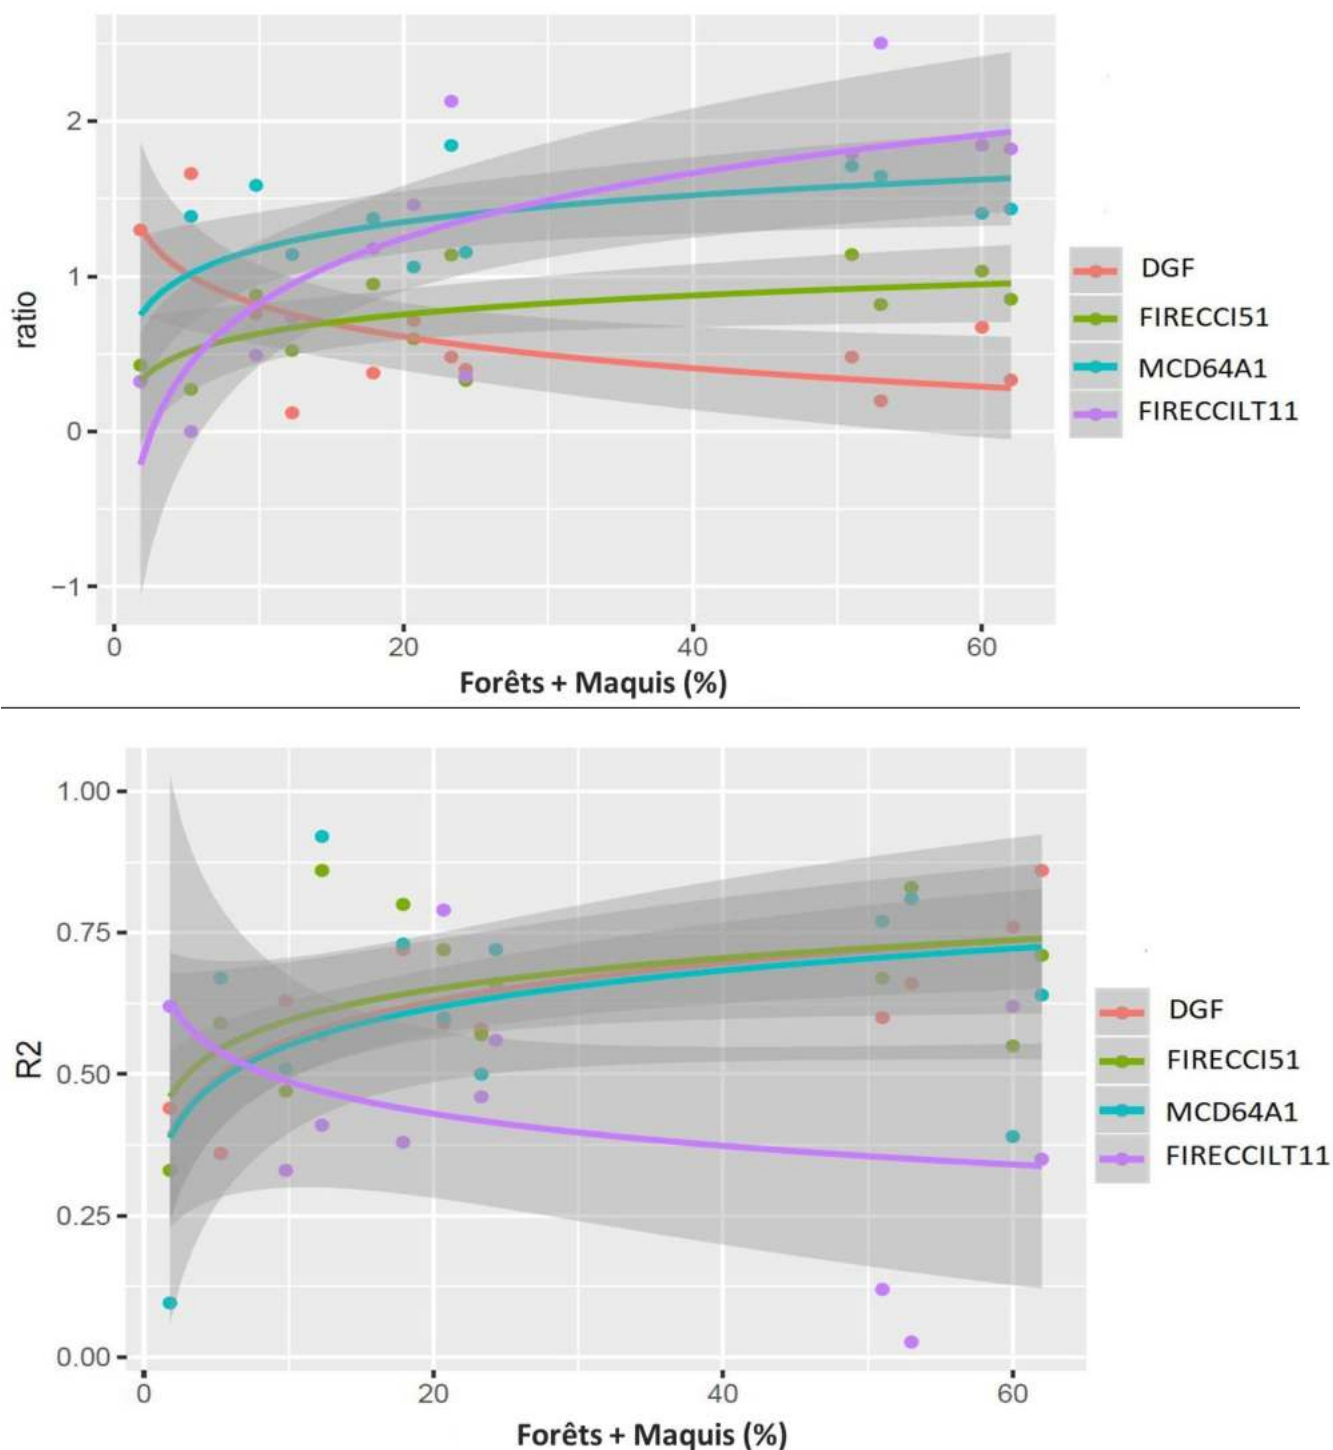 2
1
0
−1
ratio
0 20 40 60
Forêts + Maquis (%)
DGF
FIRECCI51
MCD64A1
FIRECCILT11
1.00
0.75
0.50
0.25
0.00
R2
0 20 40 60
Forêts + Maquis (%)
DGF
FIRECCI51
MCD64A1
FIRECCILT11